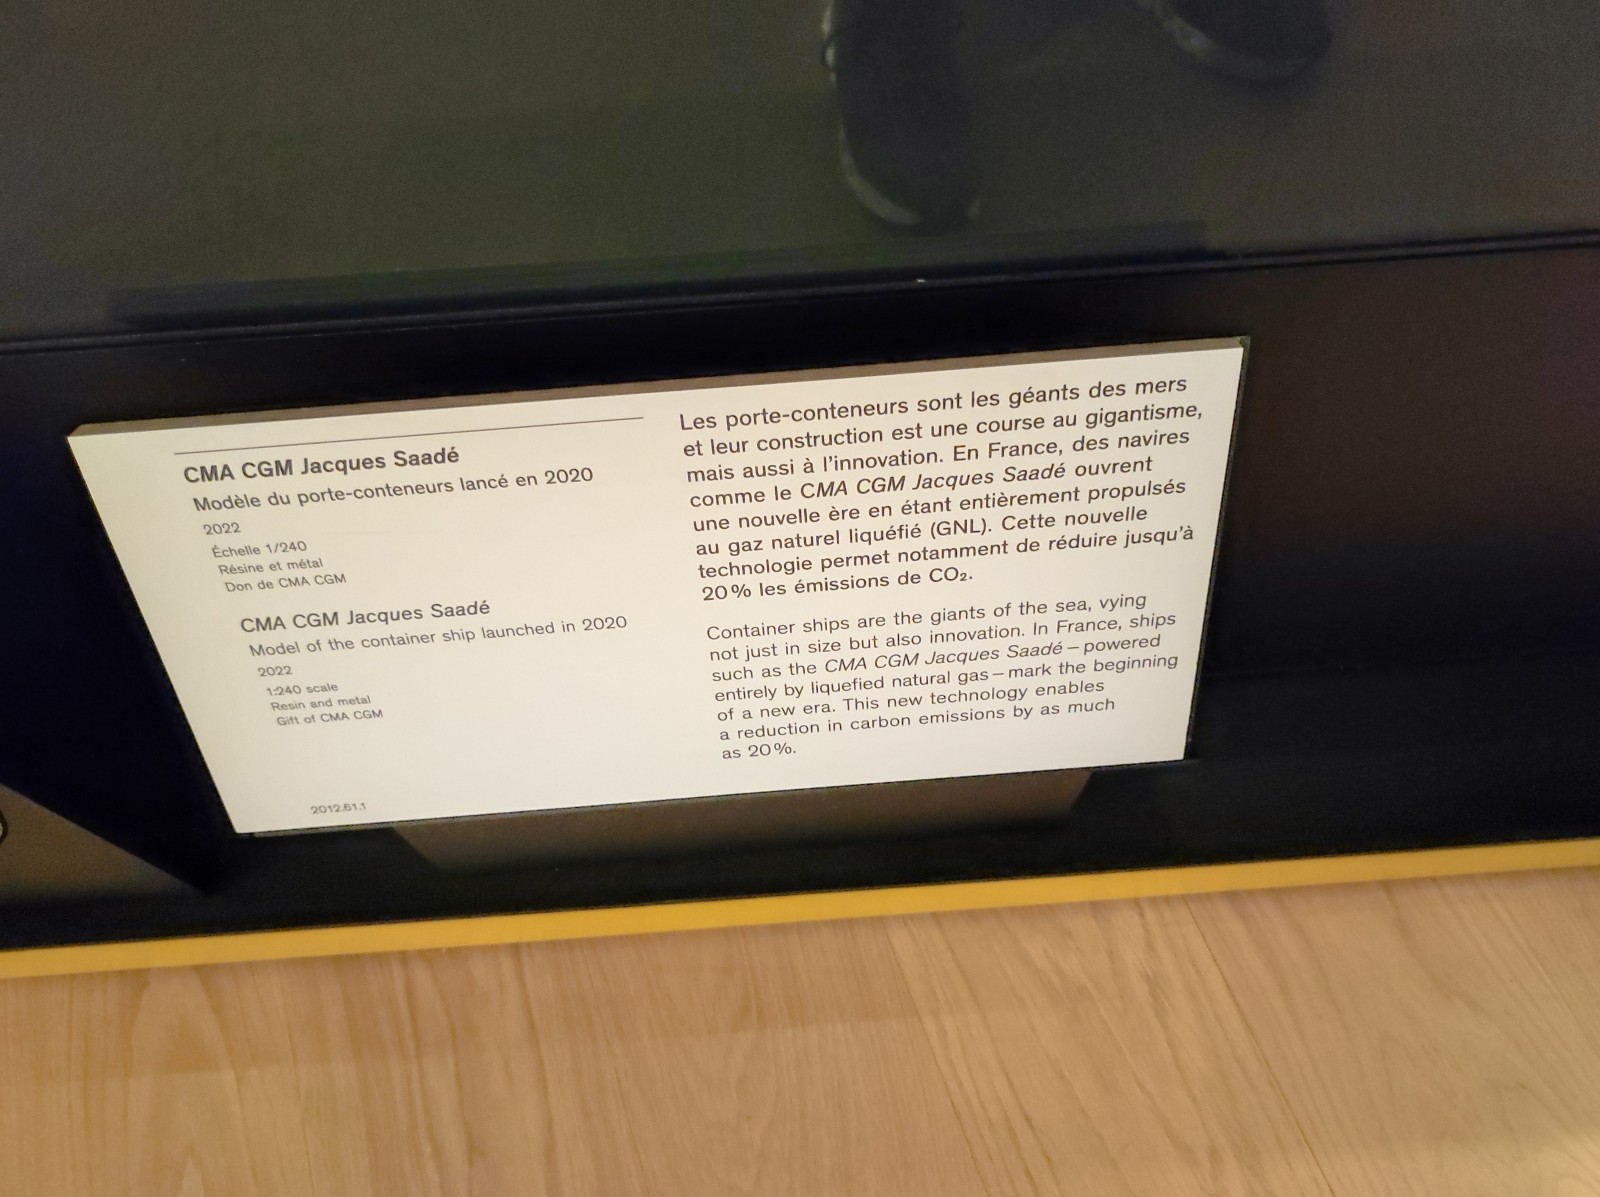 CMA CGM Jacques Saadé
Modèle du porte-conteneurs lancé en 2020
2022
Échelle 1/240
Résine et métal
Don de CMA CGM
CMA CGM Jacques Saadé
Model of the container ship launched in 2020
2022
1:240 scale
Resin and metal
Gift of CMA CGM
2012.61.1
Les porte-conteneurs sont les géants des mers
et leur construction est une course au gigantisme,
mais aussi à l'innovation. En France, des navires
comme le CMA CGM Jacques Saadé ouvrent
une nouvelle ère en étant entièrement propulsés
au gaz naturel liquéfié (GNL). Cette nouvelle
technologie permet notamment de réduire jusqu'à
20 % les émissions de CO₂.
Container ships are the giants of the sea, vying
not just in size but also innovation. In France, ships
such as the CMA CGM Jacques Saadé – powered
entirely by liquefied natural gas – mark the beginning
of a new era. This new technology enables
a reduction in carbon emissions by as much
as 20 %.